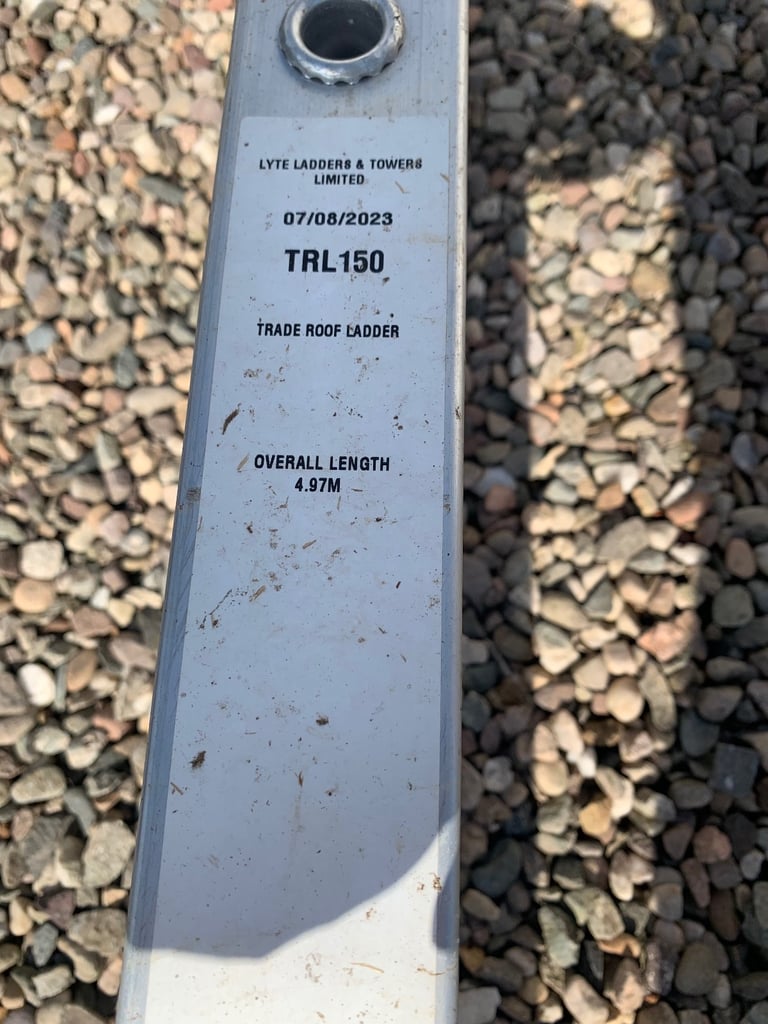 LYTE LADDERS & TOWERS
LIMITED
07/08/2023
TRL150
TRADE ROOF LADDER
OVERALL LENGTH
4.97M